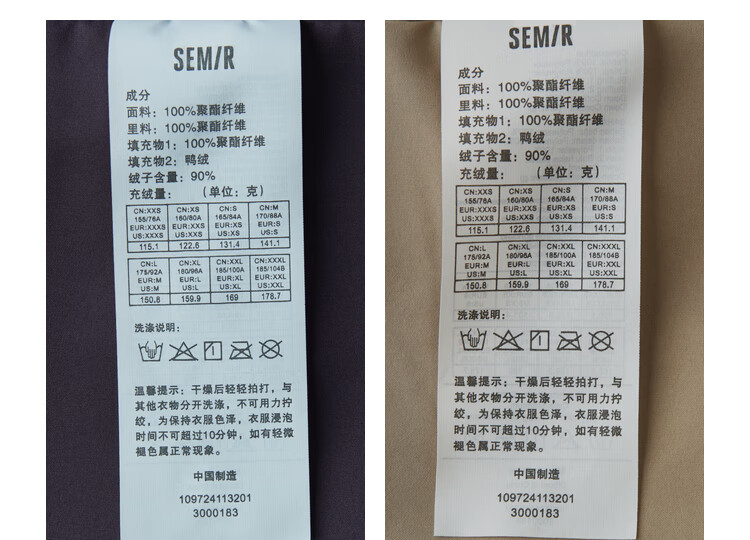 SEM/R
成分
面料：100%聚酯纤维
里料：100%聚酯纤维
填充物1：100%聚酯纤维
填充物2：鸭绒
绒子含量：90%
充绒量： （单位：克）
CN:XXS CN:XS CN:S CN:M
155/76A 160/80A 165/84A 170/88A
EUR:XXXS EUR:XXS EUR:XS EUR:S
US:XXXS US:XXS US:XS US:S
115.1 122.6 131.4 141.1
CN:L CN:XL CN:XXL CN:XXXL
175/92A 180/96A 185/100A 185/104B
EUR:M EUR:L EUR:XL EUR:XXL
US:M US:L US:XL US:XXL
150.8 159.9 169 178.7
洗涤说明：
温馨提示：干燥后轻轻拍打，与
其他衣物分开洗涤，不可用力拧
绞，为保持衣服色泽，衣服浸泡
时间不可超过10分钟，如有轻微
褪色属正常现象。
中国制造
109724113201
3000183
SEM/R
成分
面料：100%聚酯纤维
里料：100%聚酯纤维
填充物1：100%聚酯纤维
填充物2：鸭绒
绒子含量：90%
充绒量： （单位：克）
CN:XXS CN:XS CN:S CN:M
155/76A 160/80A 165/84A 170/88A
EUR:XXXS EUR:XXS EUR:XS EUR:S
US:XXXS US:XXS US:XS US:S
115.1 122.6 131.4 141.1
CN:L CN:XL CN:XXL CN:XXXL
175/92A 180/96A 185/100A 185/104B
EUR:M EUR:L EUR:XL EUR:XXL
US:M US:L US:XL US:XXL
150.8 159.9 169 178.7
洗涤说明：
温馨提示：干燥后轻轻拍打，与
其他衣物分开洗涤，不可用力拧
绞，为保持衣服色泽，衣服浸泡
时间不可超过10分钟，如有轻微
褪色属正常现象。
中国制造
109724113201
3000183